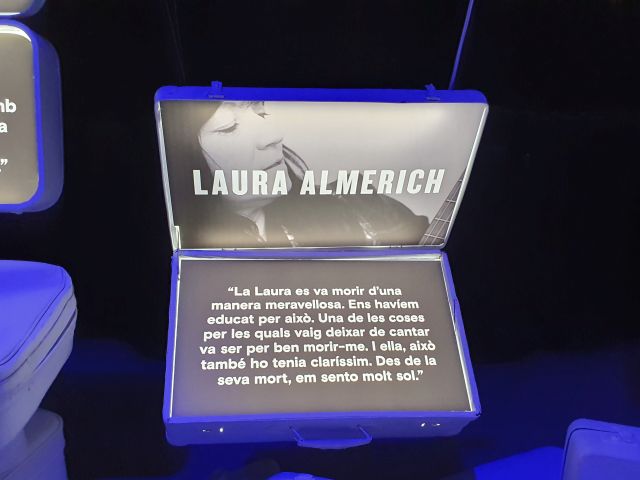 LAURA ALMERICH
“La Laura es va morir d'una
manera meravellosa. Ens havíem
educat per això. Una de les coses
per les quals vaig deixar de cantar
va ser per ben morir-me. I ella, això
també ho tenia claríssim. Des de la
seva mort, em sento molt sol.”